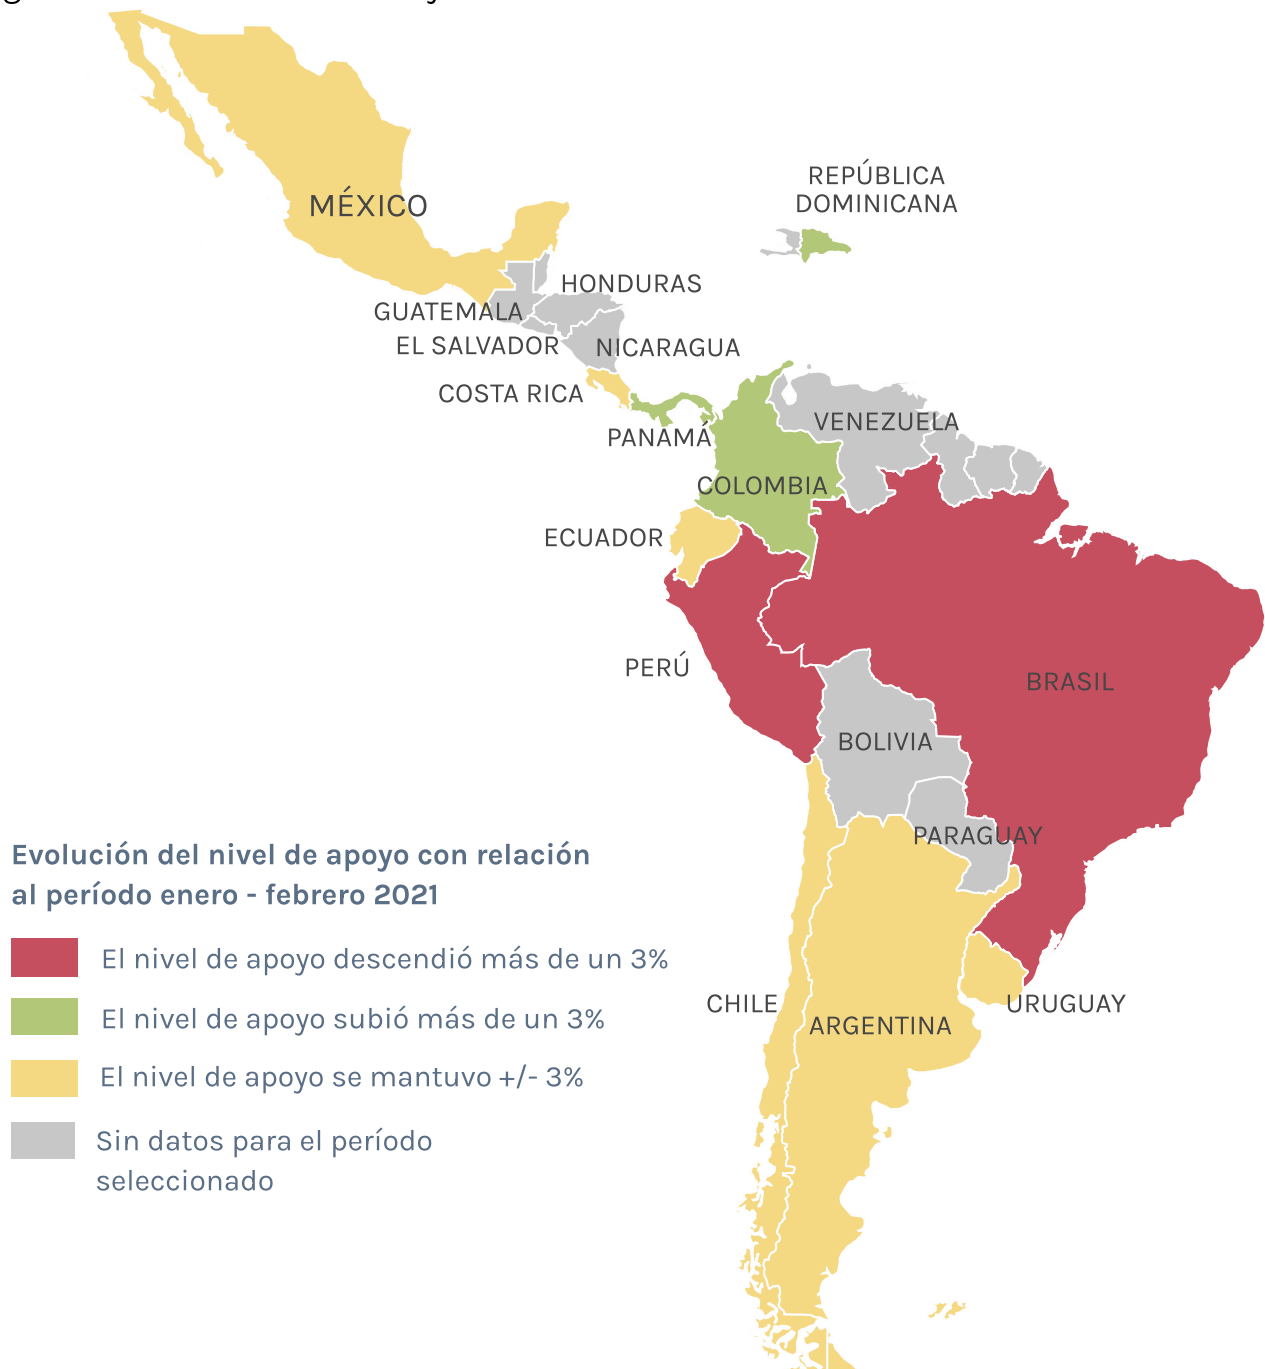 REPÚBLICA
DOMINICANA
MÉXICO
HONDURAS
GUATEMALA
EL SALVADOR
NICARAGUA
COSTA RICA
PANAMÁ
VENEZUELA
COLOMBIA
ECUADOR
PERÚ
BRASIL
BOLIVIA
PARAGUAY
Evolución del nivel de apoyo con relación
al período enero - febrero 2021
El nivel de apoyo descendió más de un 3%
CHILE
URUGUAY
El nivel de apoyo subió más de un 3%
ARGENTINA
El nivel de apoyo se mantuvo +/- 3%
Sin datos para el período
seleccionado